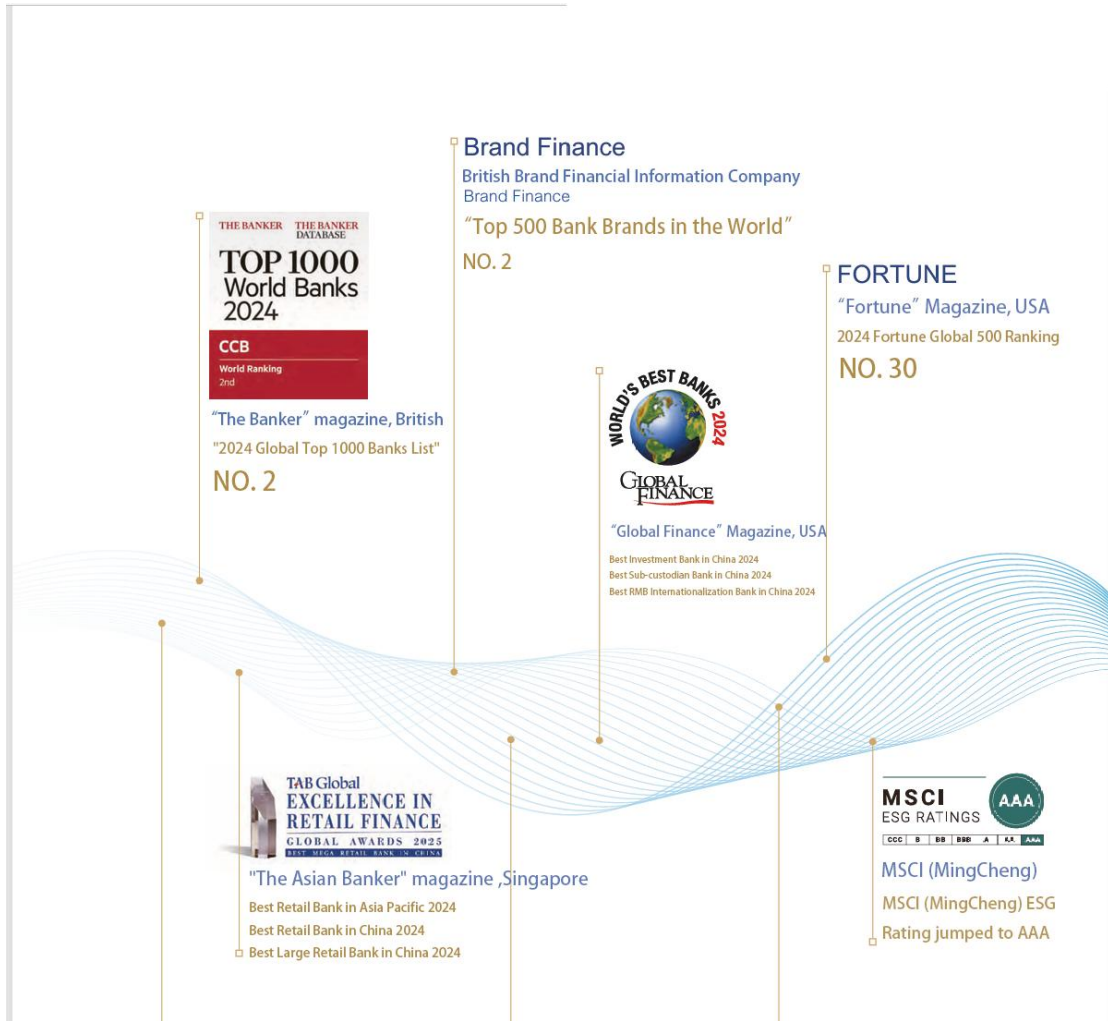 Brand Finance
British Brand Financial Information Company
Brand Finance
“Top 500 Bank Brands in the World”
NO. 2
THE BANKER THE BANKER DATABASE
TOP 1000
World Banks
2024
CCB
World Ranking
2nd
“The Banker” magazine, British
"2024 Global Top 1000 Banks List"
NO. 2
FORTUNE
“Fortune” Magazine, USA
2024 Fortune Global 500 Ranking
NO. 30
WORLD'S BEST BANKS 2024
GLOBAL
FINANCE
“Global Finance” Magazine, USA
Best Investment Bank in China 2024
Best Sub-custodian Bank in China 2024
Best RMB Internationalization Bank in China 2024
TAB Global
EXCELLENCE IN
RETAIL FINANCE
GLOBAL AWARDS 2025
BEST MEGA RETAIL BANK IN CHINA
"The Asian Banker" magazine ,Singapore
Best Retail Bank in Asia Pacific 2024
Best Retail Bank in China 2024
Best Large Retail Bank in China 2024
MSCI
ESG RATINGS
AAA
CCC B BB BBB A AA AAA
MSCI (MingCheng)
MSCI (MingCheng) ESG
Rating jumped to AAA